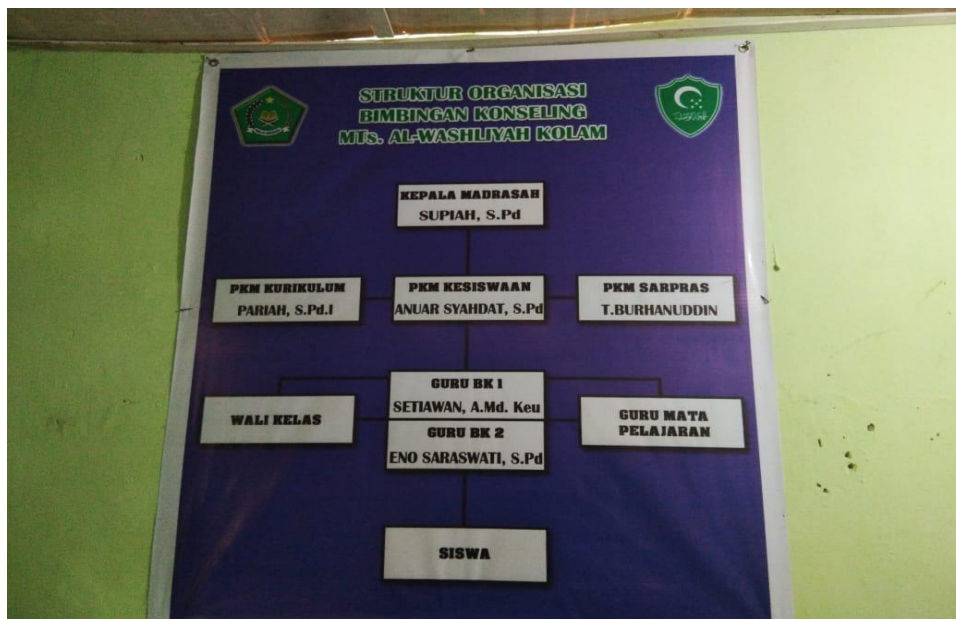 STRUKTUR ORGANISASI
BIMBINGAN KONSELING
MTs. AL-WASHLIYAH KOLAM
KEPALA MADRASAH
SUPIAH, S.Pd
PKM KURIKULUM
PARIAH, S.Pd.I
PKM KESISWAAN
ANUAR SYAHDAT, S.Pd
PKM SARPRAS
T.BURHANUDDIN
WALI KELAS
GURU BK 1
SETIAWAN, A.Md. Keu
GURU BK 2
ENO SARASWATI, S.Pd
GURU MATA
PELAJARAN
SISWA